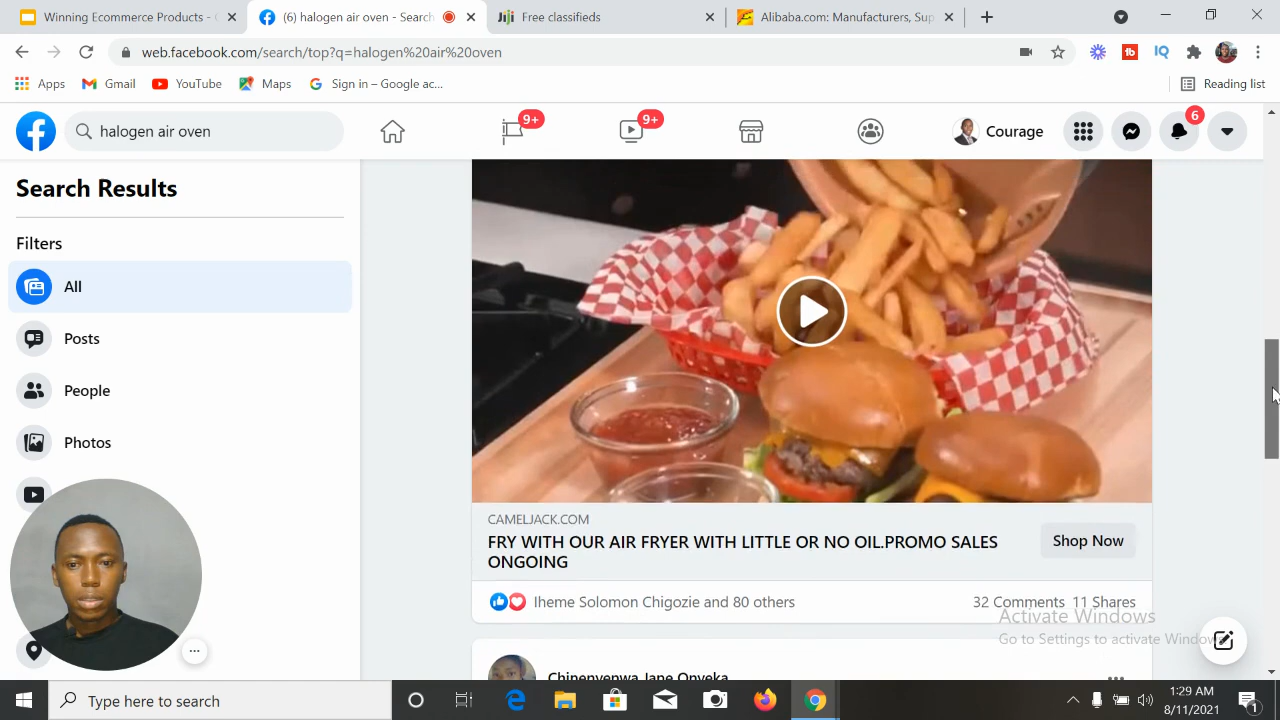 Winning Ecommerce Products -
(6) halogen air oven - Search
Free classifieds
Alibaba.com: Manufacturers, Sup
web.facebook.com/search/top?q=halogen%20air%20oven
Apps
Gmail
YouTube
Maps
Sign in – Google ac...
Reading list
halogen air oven
9+
9+
Courage
6
Search Results
Filters
All
Posts
People
Photos
CAMELJACK.COM
FRY WITH OUR AIR FRYER WITH LITTLE OR NO OIL.PROMO SALES
ONGOING
Shop Now
Iheme Solomon Chigozie and 80 others
32 Comments 11 Shares
Activate Windows
Go to Settings to activate Windows
Chinenyenwa Jane Onyeka
Type here to search
1:29 AM
8/11/2021